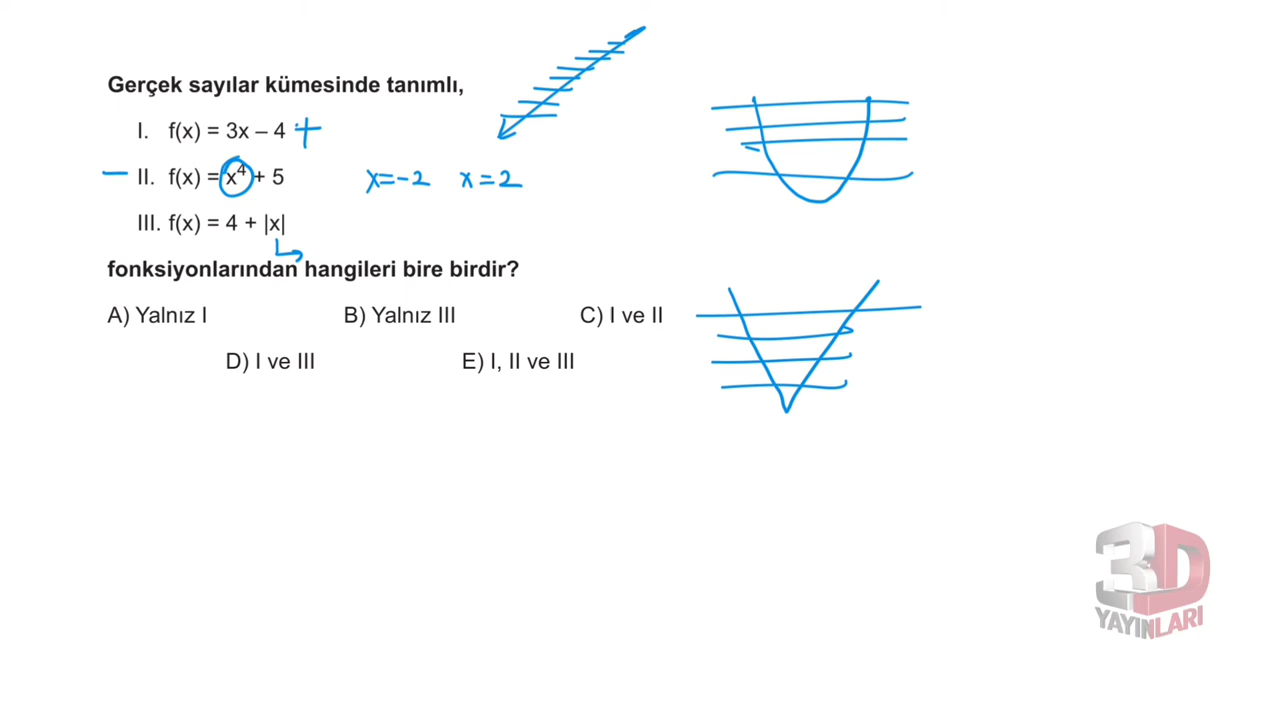 Gerçek sayılar kümesinde tanımlı,
I. f(x) = 3x – 4 +
– II. f(x) = x⁴ + 5 x=-2 x=2
III. f(x) = 4 + |x|
fonksiyonlarından hangileri bire birdir?
A) Yalnız I B) Yalnız III C) I ve II
D) I ve III E) I, II ve III
3D
YAYINLARI